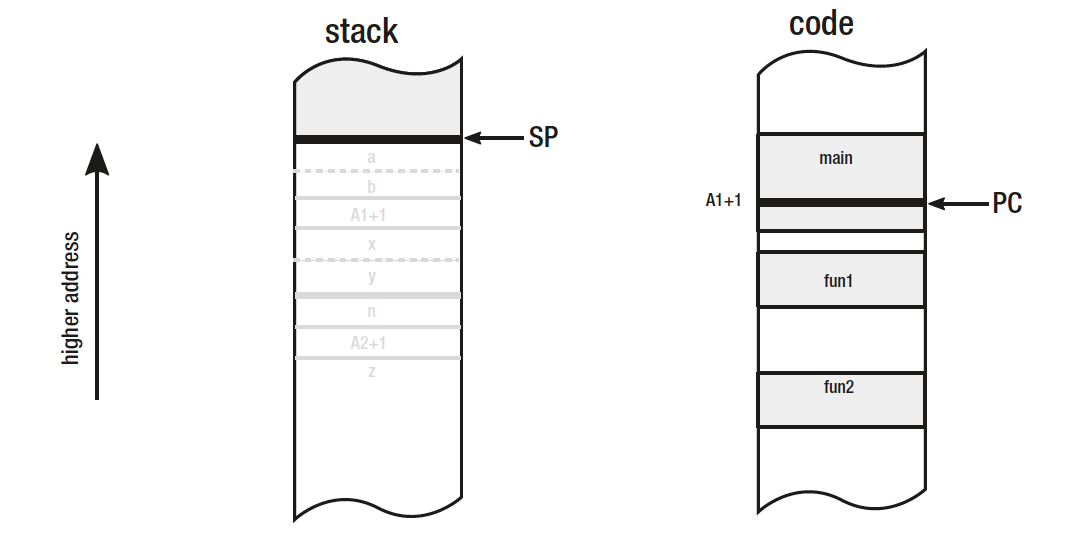 stack
code
SP
a
b
A1+1
x
y
n
A2+1
z
higher address
main
A1+1
PC
fun1
fun2